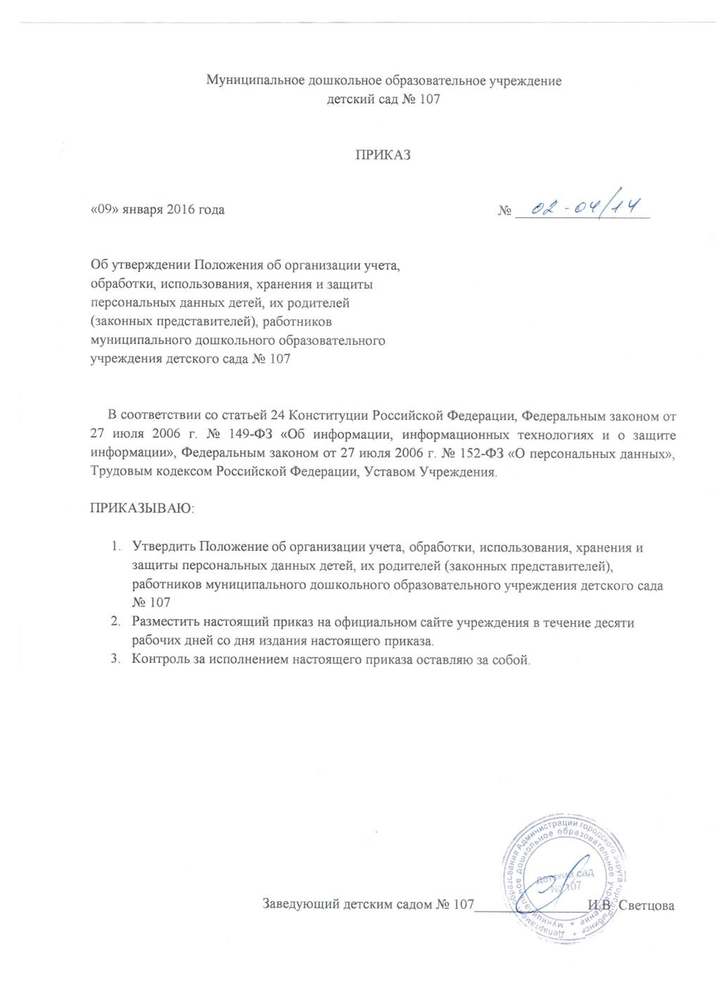 Муниципальное дошкольное образовательное учреждение
детский сад № 107
ПРИКАЗ
«09» января 2016 года № 02-04/14
Об утверждении Положения об организации учета,
обработки, использования, хранения и защиты
персональных данных детей, их родителей
(законных представителей), работников
муниципального дошкольного образовательного
учреждения детского сада № 107
В соответствии со статьей 24 Конституции Российской Федерации, Федеральным законом от
27 июля 2006 г. № 149-ФЗ «Об информации, информационных технологиях и о защите
информации», Федеральным законом от 27 июля 2006 г. № 152-ФЗ «О персональных данных»,
Трудовым кодексом Российской Федерации, Уставом Учреждения.
ПРИКАЗЫВАЮ:
1. Утвердить Положение об организации учета, обработки, использования, хранения и
защиты персональных данных детей, их родителей (законных представителей),
работников муниципального дошкольного образовательного учреждения детского сада
№ 107
2. Разместить настоящий приказ на официальном сайте учреждения в течение десяти
рабочих дней со дня издания настоящего приказа.
3. Контроль за исполнением настоящего приказа оставляю за собой.
Департамент образования Администрации городского округа город Рыбинск
Муниципальное дошкольное образовательное учреждение
детский сад
№ 107
Заведующий детским садом № 107 И.В. Светцова